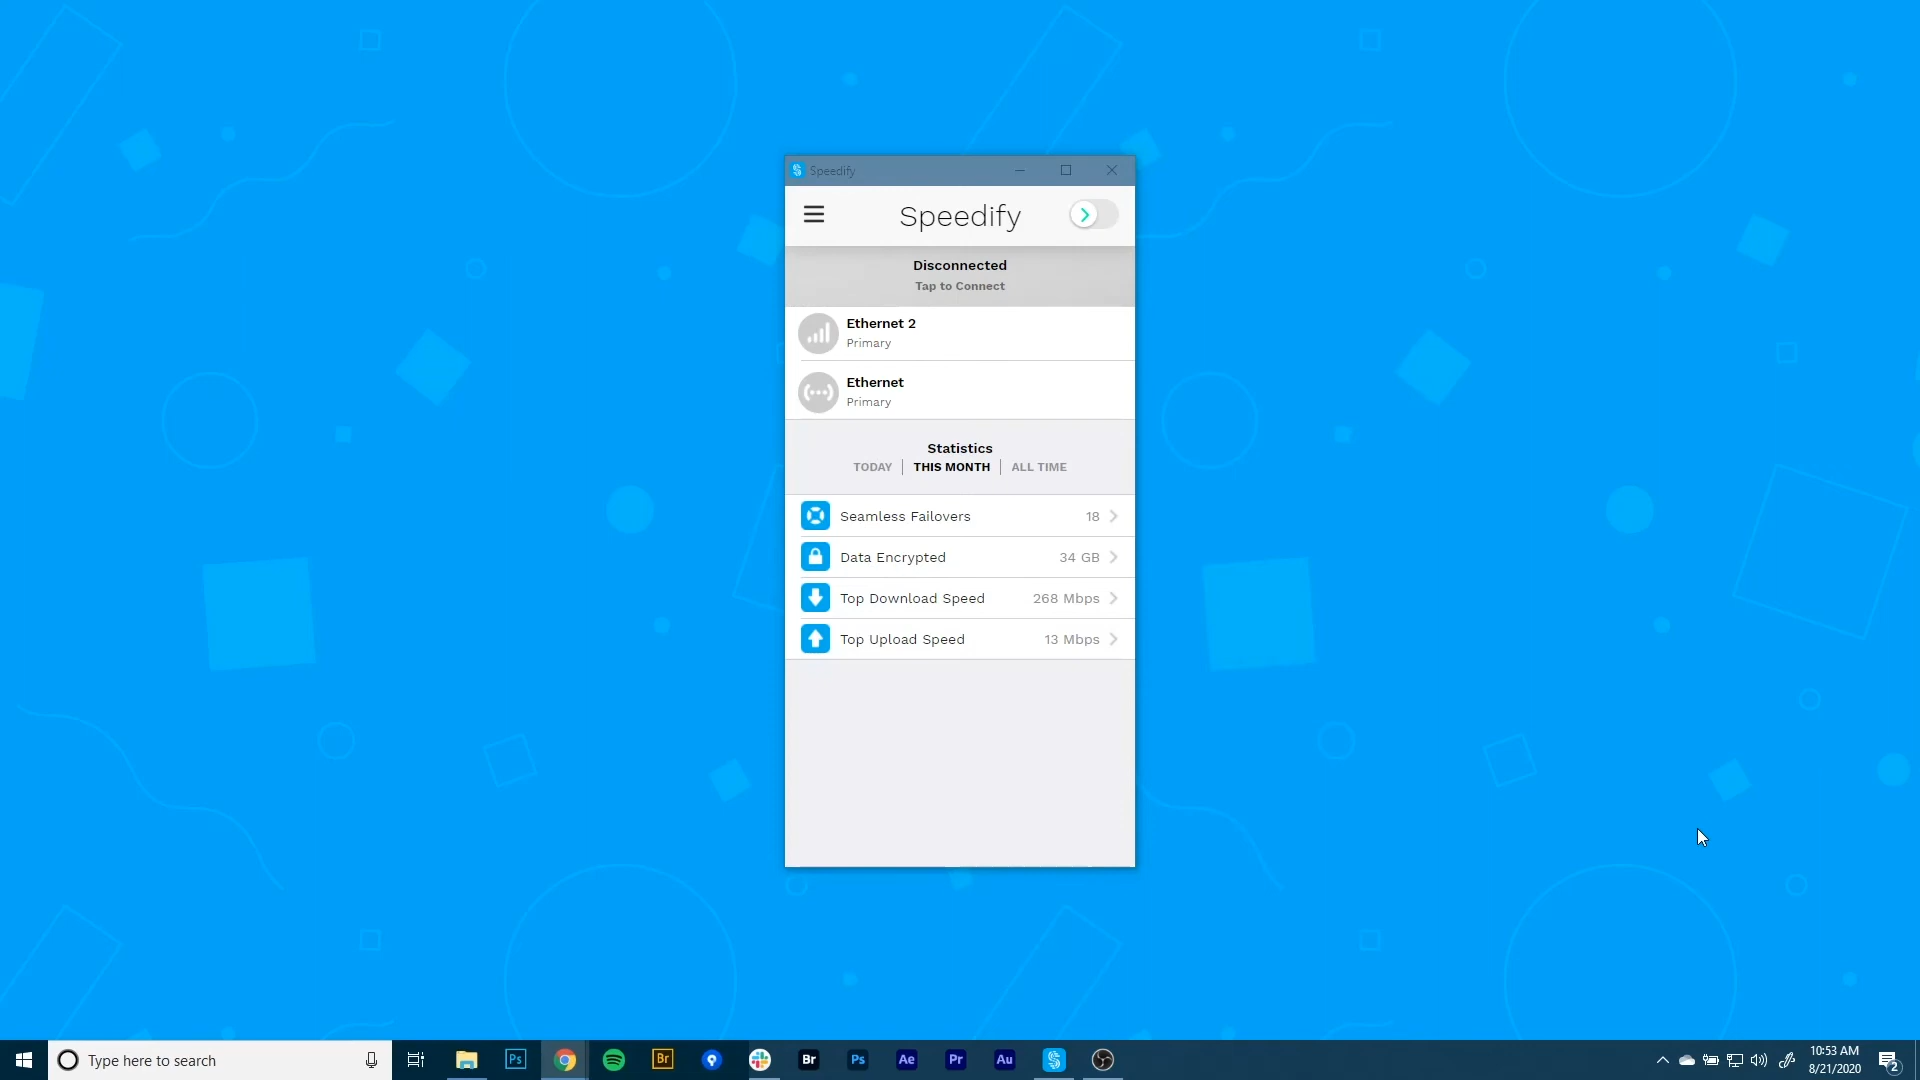 Speedify
Speedify
Disconnected
Tap to Connect
Ethernet 2
Primary
Ethernet
Primary
Statistics
TODAY | THIS MONTH | ALL TIME
Seamless Failovers 18
Data Encrypted 34 GB
Top Download Speed 268 Mbps
Top Upload Speed 13 Mbps
Type here to search
Ps
Br
Br
Ps
Ae
Pr
Au
10:53 AM
8/21/2020
2